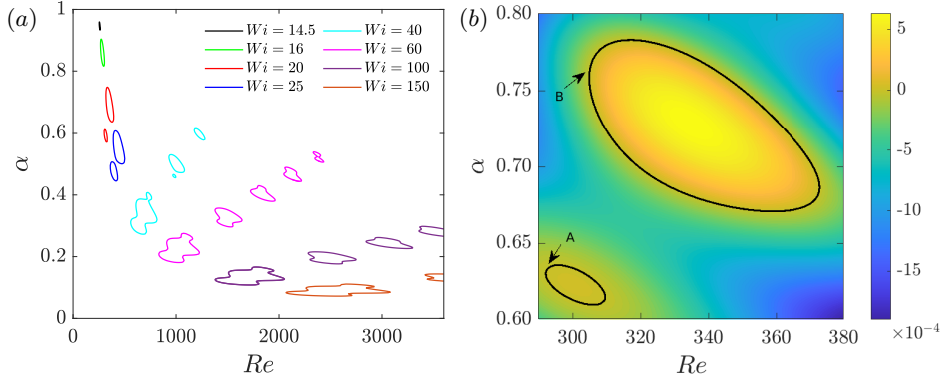 (a)
1
0.8
0.6
0.4
0.2
0
α
0
1000
2000
3000
Re
Wi = 14.5
Wi = 16
Wi = 20
Wi = 25
Wi = 40
Wi = 60
Wi = 100
Wi = 150
(b)
0.80
0.75
0.70
0.65
0.60
α
300
320
340
360
380
Re
B
A
5
0
-5
-10
-15
×10⁻⁴